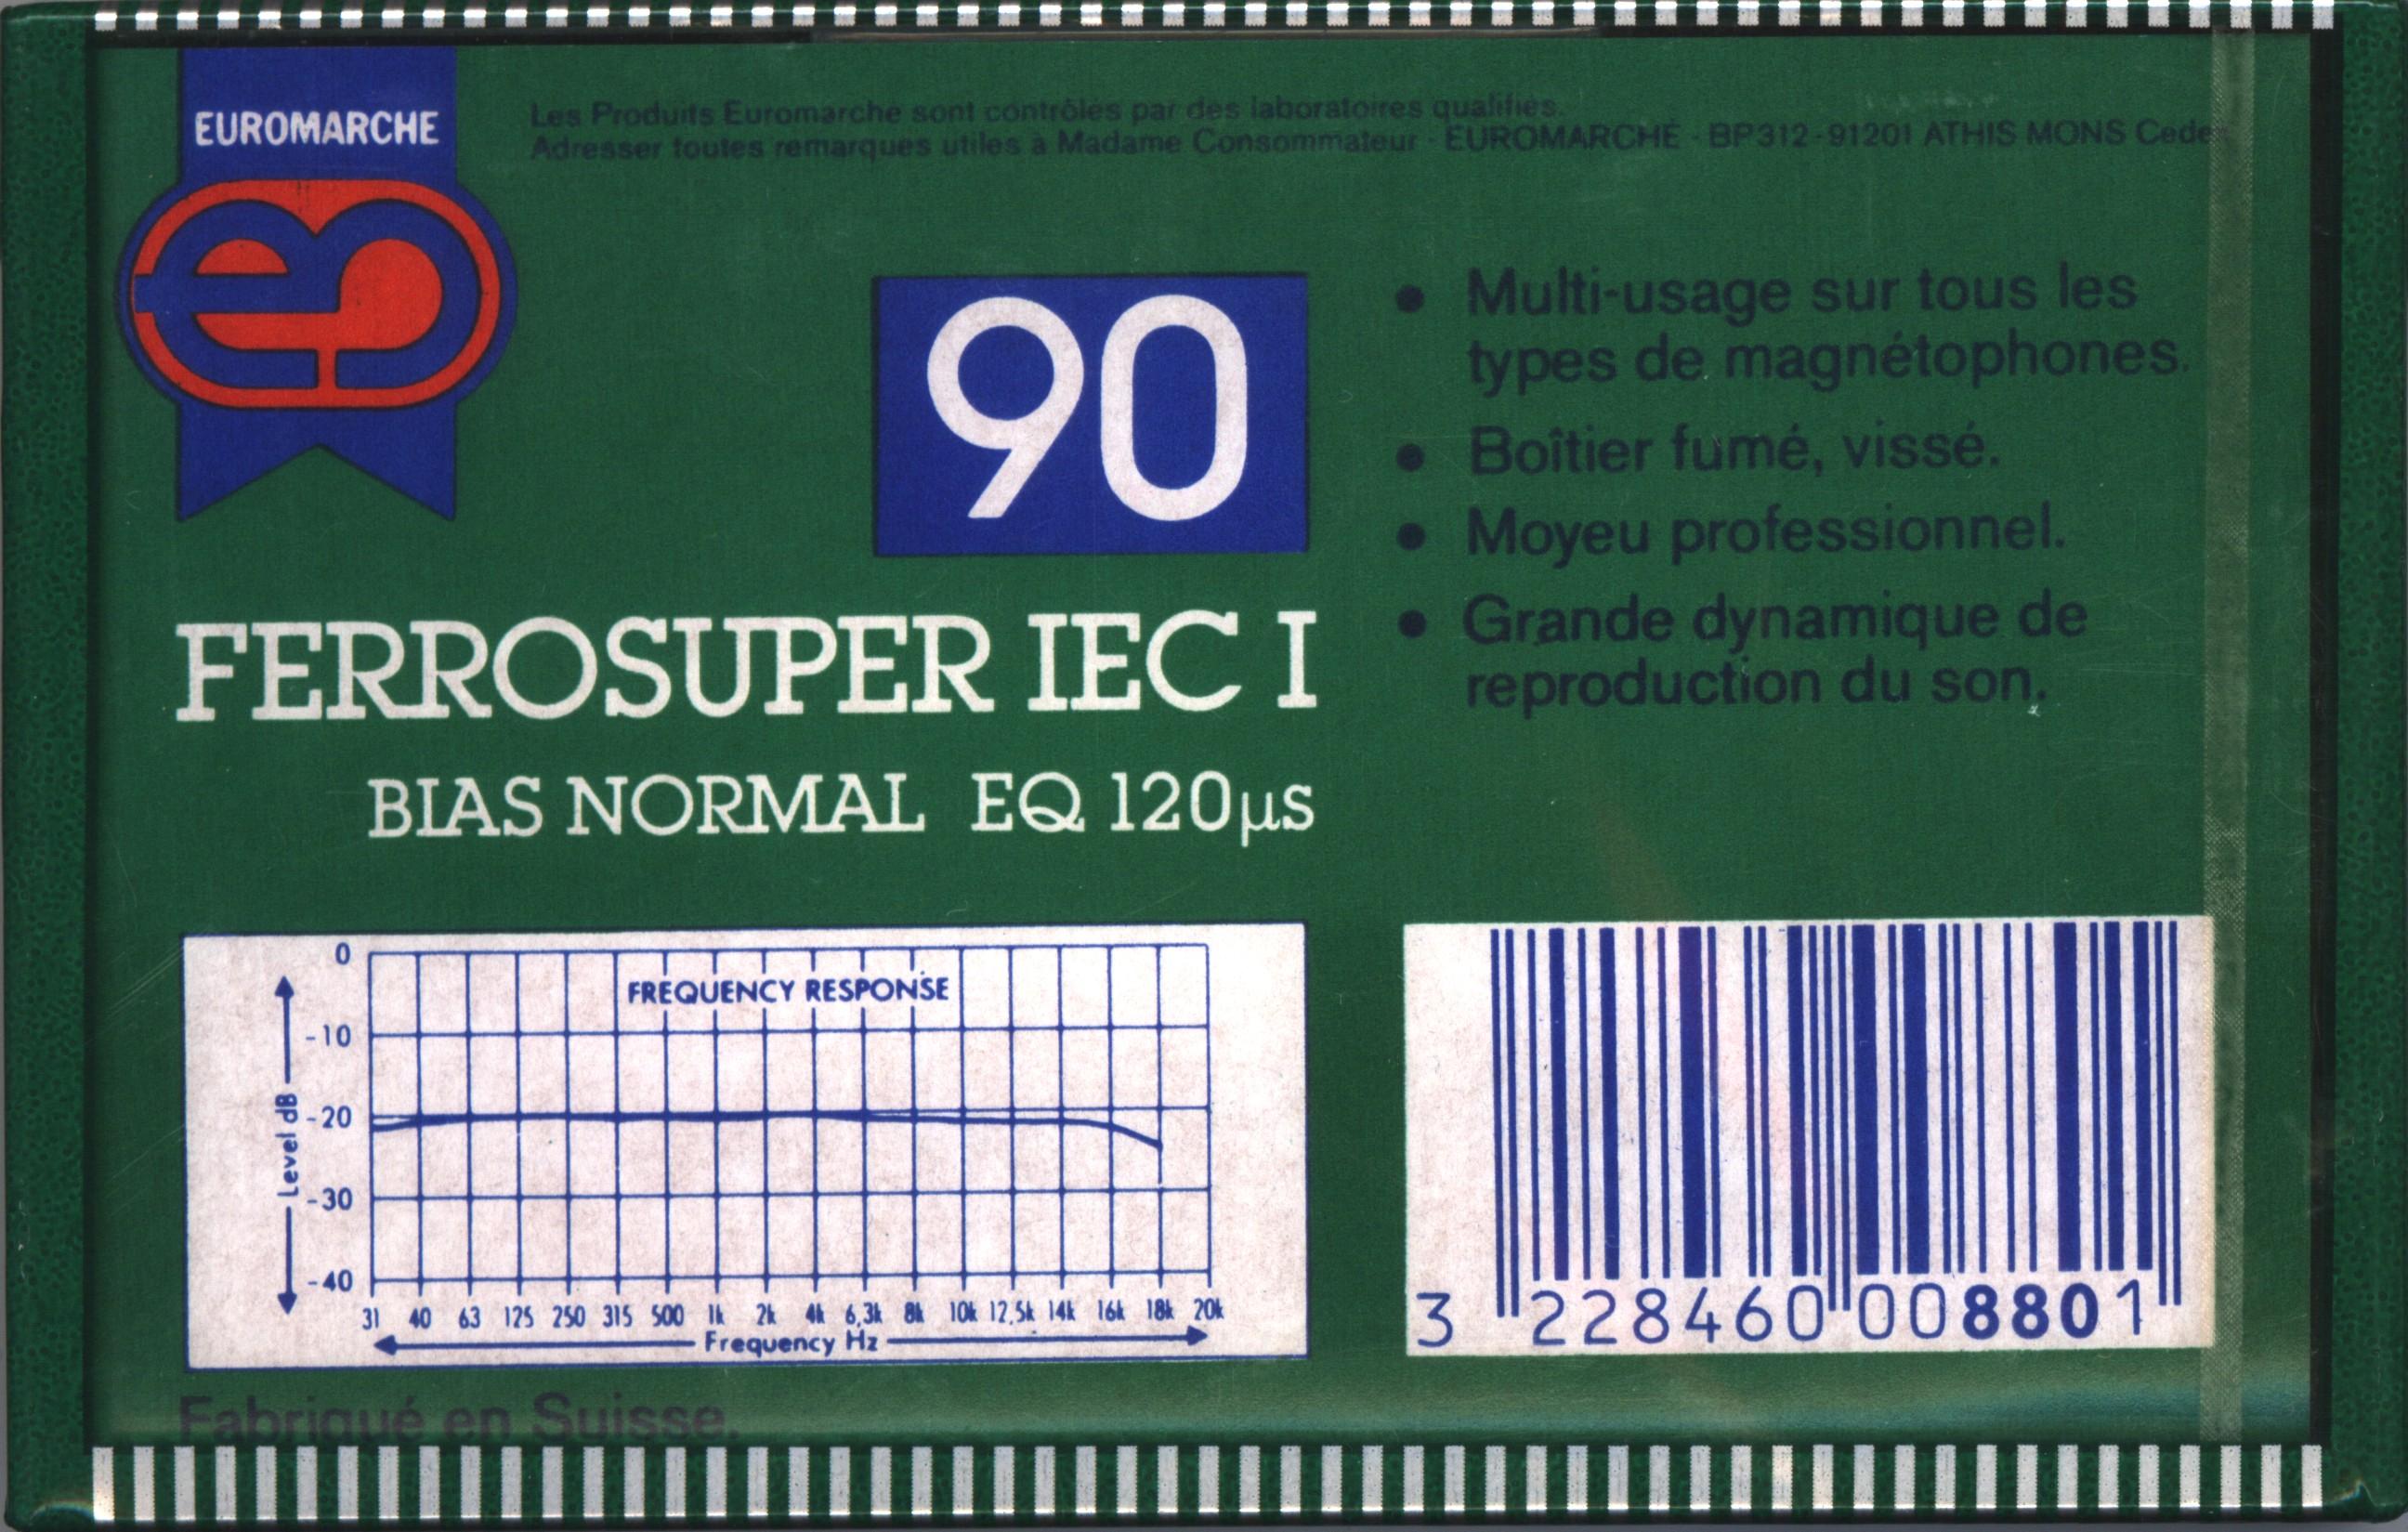 EUROMARCHE
Les Produits Euromarche sont contrôlés par des laboratoires qualifiés.
Adresser toutes remarques utiles à Madame Consommateur - EUROMARCHE - BP312-91201 ATHIS MONS Cedex
90
• Multi-usage sur tous les
types de magnétophones.
• Boîtier fumé, vissé.
• Moyeu professionnel.
• Grande dynamique de
reproduction du son.
FERROSUPER IEC I
BIAS NORMAL EQ 120µs
FREQUENCY RESPONSE
Level dB
0
-10
-20
-30
-40
31 40 63 125 250 315 500 1k 2k 4k 6,3k 8k 10k 12,5k 14k 16k 18k 20k
Frequency Hz
3 228460 008801
Fabriqué en Suisse.